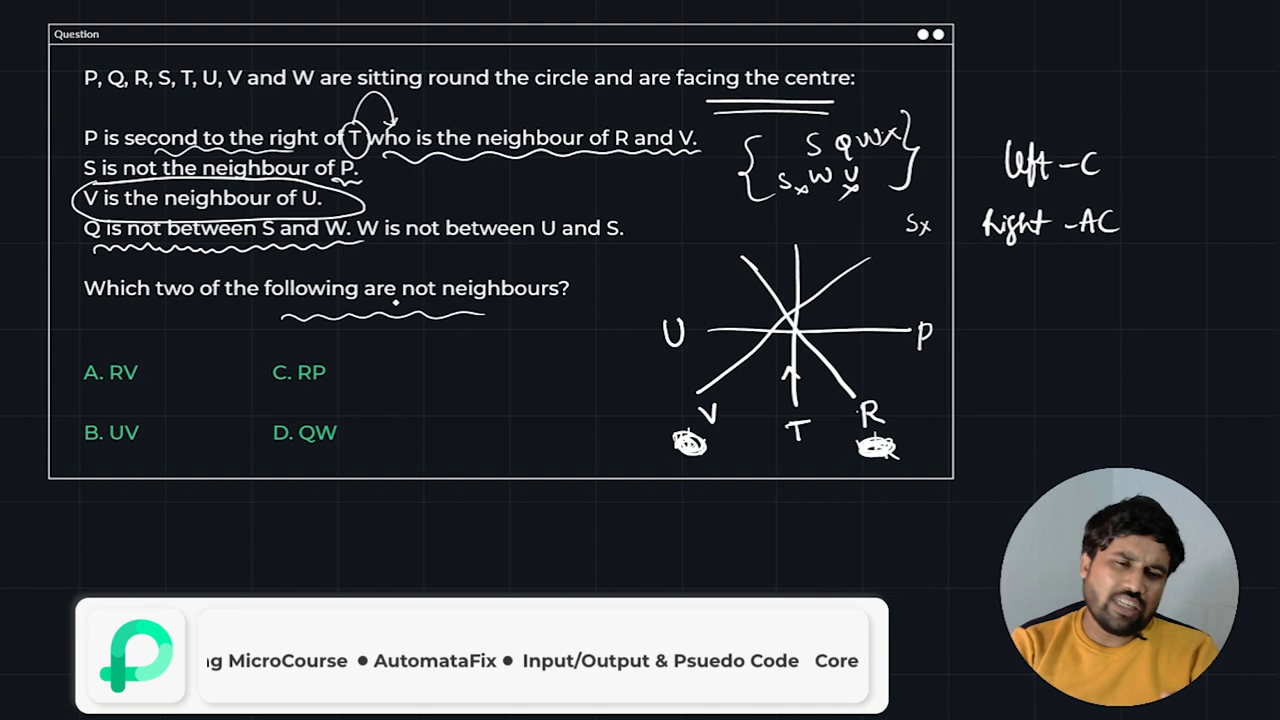 Question
P, Q, R, S, T, U, V and W are sitting round the circle and are facing the centre:
P is second to the right of T who is the neighbour of R and V.
S is not the neighbour of P.
V is the neighbour of U.
Q is not between S and W. W is not between U and S.
Which two of the following are not neighbours?
A. RV
C. RP
B. UV
D. QW
S Q W x
S x W U x
S x
left - C
Right - AC
U
P
V
T
R
ng MicroCourse • AutomataFix • Input/Output & Psuedo Code Core